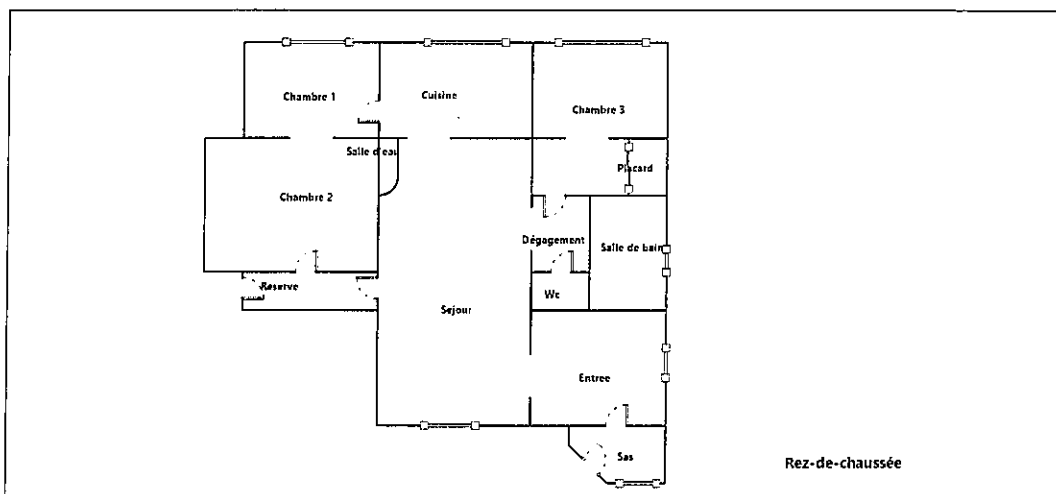 Chambre 1
Cuisine
Chambre 3
Salle d'eau
Placard
Chambre 2
Dégagement
Salle de bain
Réserve
Wc
Sejour
Entree
Sas
Rez-de-chaussée